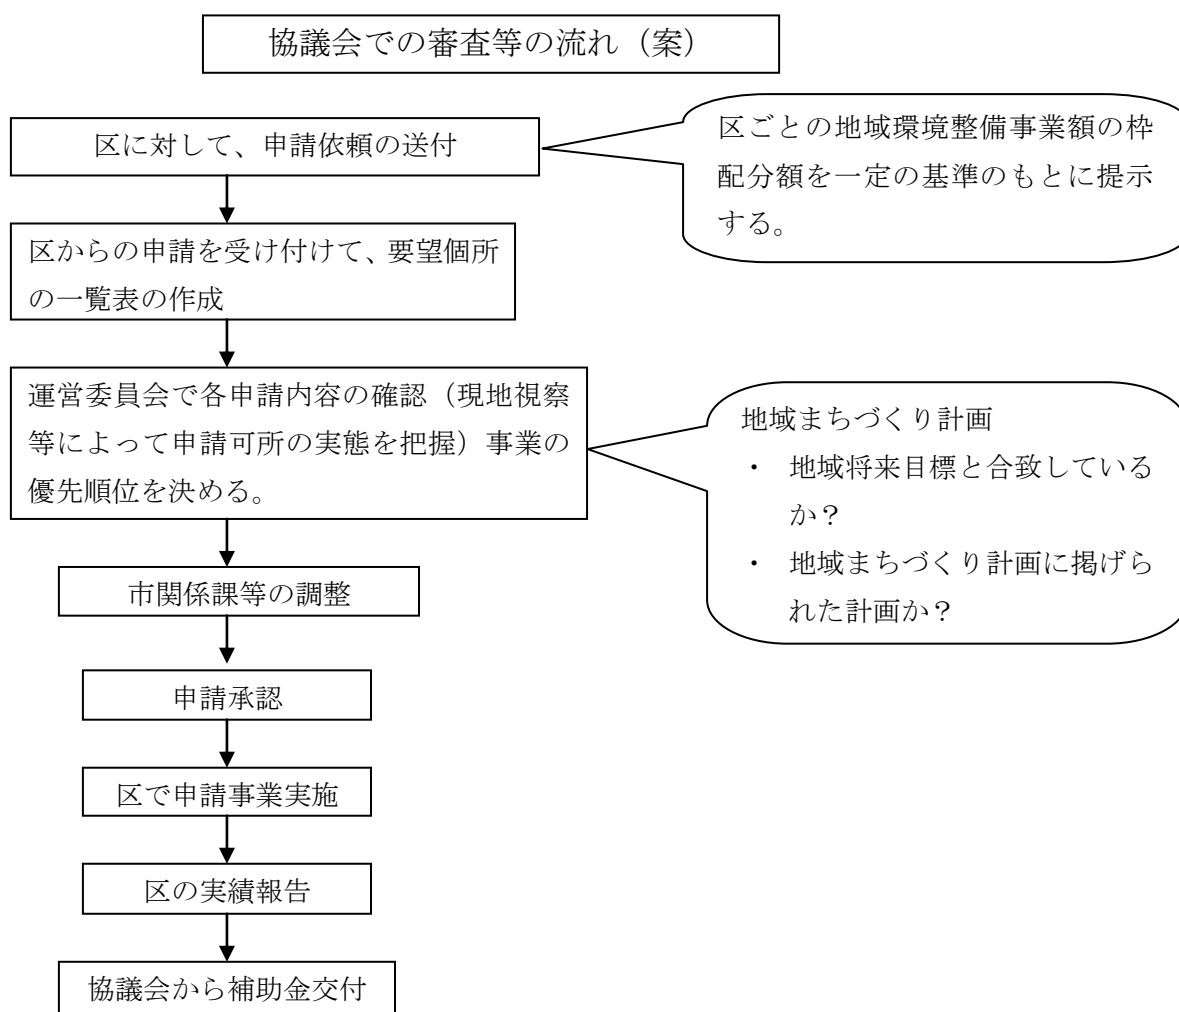 協議会での審査等の流れ（案）
区に対して、申請依頼の送付
区ごとの地域環境整備事業額の枠
配分額を一定の基準のもとに提示
する。
区からの申請を受け付けて、要望個所
の一覧表の作成
運営委員会で各申請内容の確認（現地視察
等によって申請可所の実態を把握）事業の
優先順位を決める。
地域まちづくり計画
・ 地域将来目標と合致している
か？
・ 地域まちづくり計画に掲げら
れた計画か？
市関係課等の調整
申請承認
区で申請事業実施
区の実績報告
協議会から補助金交付